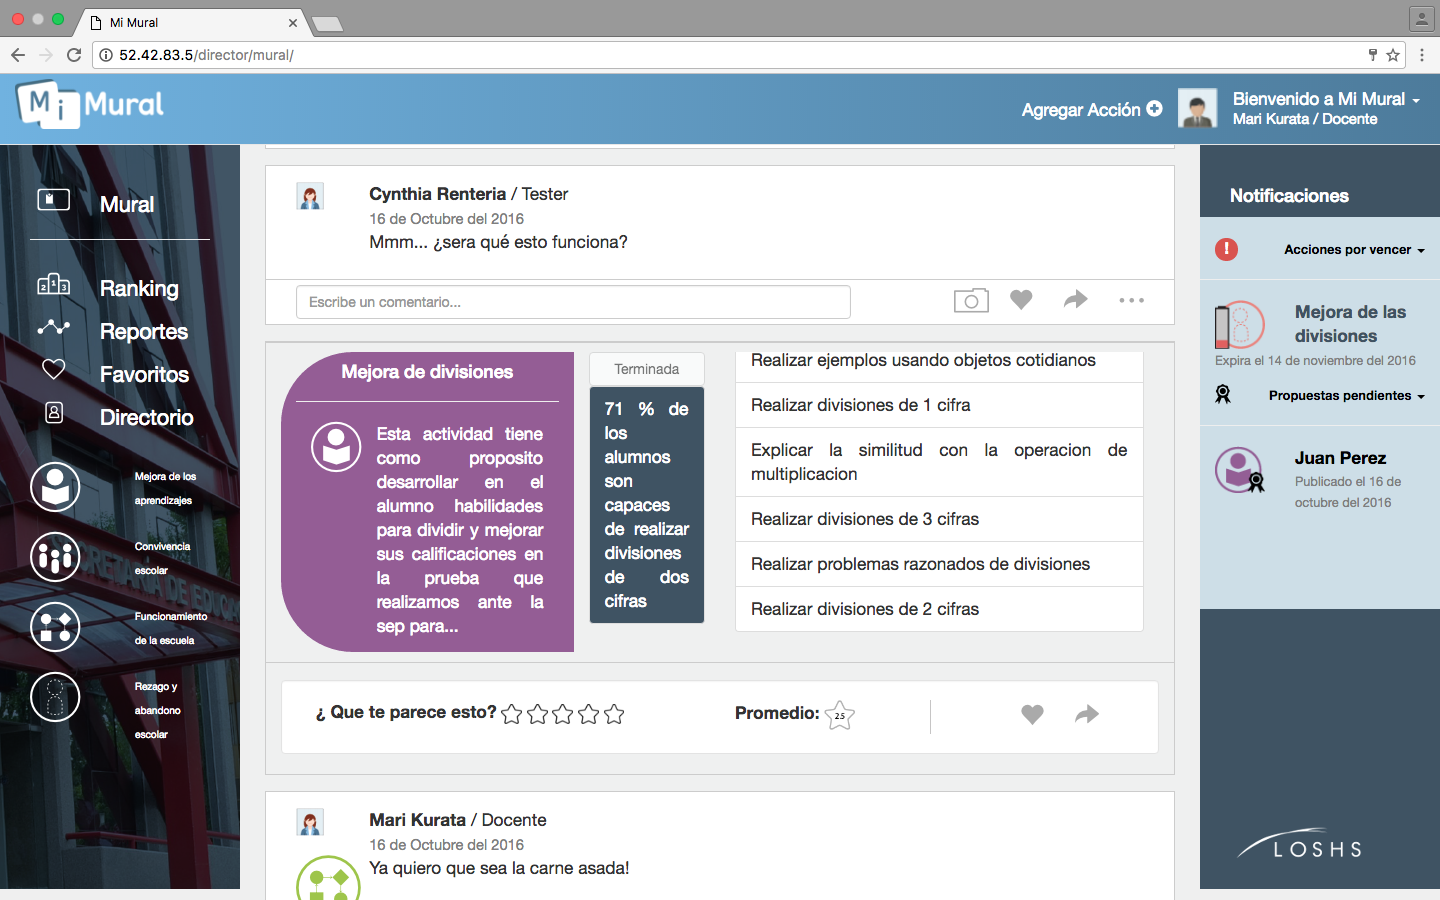 Mi Mural
52.42.83.5/director/mural/
Mi Mural
Agregar Acción
Bienvenido a Mi Mural
Mari Kurata / Docente
Mural
1 2 3
Ranking
Reportes
Favoritos
Directorio
Mejora de los
aprendizajes
Convivencia
escolar
Funcionamiento
de la escuela
Rezago y
abandono
escolar
Cynthia Renteria / Tester
16 de Octubre del 2016
Mmm... ¿sera qué esto funciona?
Escribe un comentario...
Mejora de divisiones
Esta actividad tiene
como proposito
desarrollar en el
alumno habilidades
para dividir y mejorar
sus calificaciones en
la prueba que
realizamos ante la
sep para...
Terminada
71 % de
los
alumnos
son
capaces
de realizar
divisiones
de dos
cifras
Realizar ejemplos usando objetos cotidianos
Realizar divisiones de 1 cifra
Explicar la similitud con la operacion de
multiplicacion
Realizar divisiones de 3 cifras
Realizar problemas razonados de divisiones
Realizar divisiones de 2 cifras
¿ Que te parece esto?
Promedio: 2.5
Mari Kurata / Docente
16 de Octubre del 2016
Ya quiero que sea la carne asada!
Notificaciones
Acciones por vencer
Mejora de las
divisiones
Expira el 14 de noviembre del 2016
Propuestas pendientes
Juan Perez
Publicado el 16 de
octubre del 2016
LOSHS